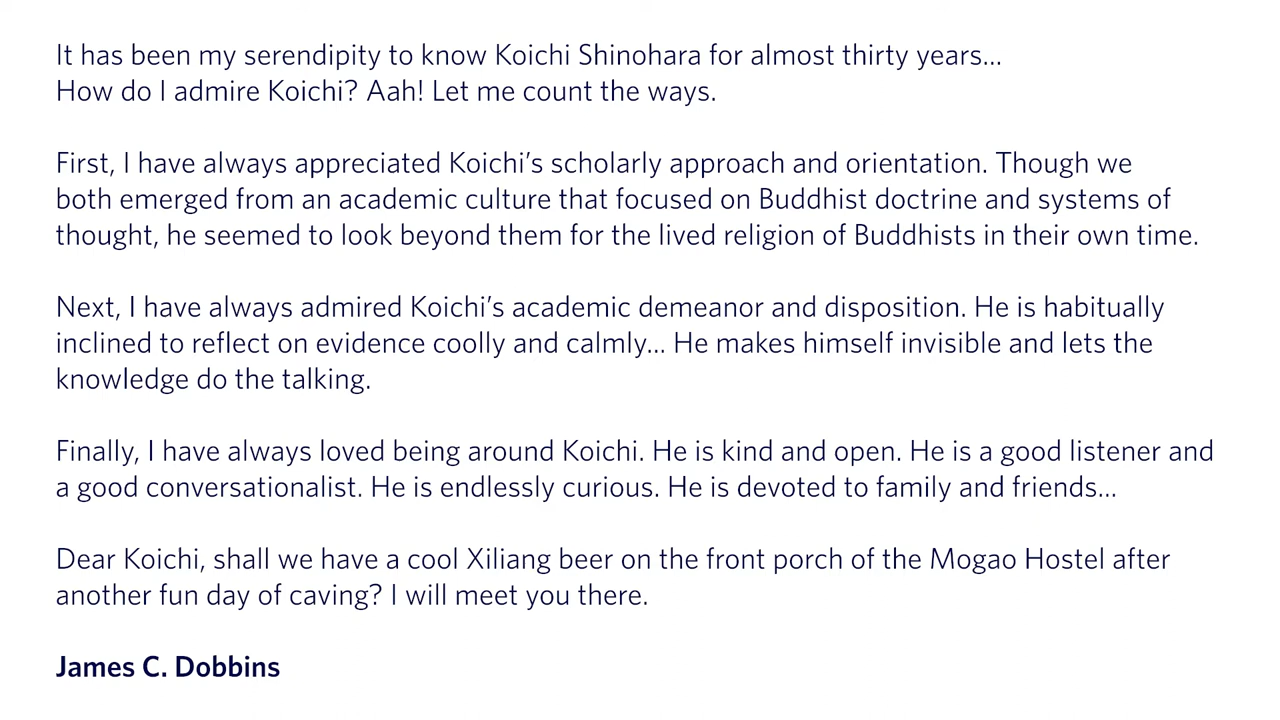 It has been my serendipity to know Koichi Shinohara for almost thirty years...
How do I admire Koichi? Aah! Let me count the ways.
First, I have always appreciated Koichi’s scholarly approach and orientation. Though we
both emerged from an academic culture that focused on Buddhist doctrine and systems of
thought, he seemed to look beyond them for the lived religion of Buddhists in their own time.
Next, I have always admired Koichi’s academic demeanor and disposition. He is habitually
inclined to reflect on evidence coolly and calmly... He makes himself invisible and lets the
knowledge do the talking.
Finally, I have always loved being around Koichi. He is kind and open. He is a good listener and
a good conversationalist. He is endlessly curious. He is devoted to family and friends...
Dear Koichi, shall we have a cool Xiliang beer on the front porch of the Mogao Hostel after
another fun day of caving? I will meet you there.
James C. Dobbins